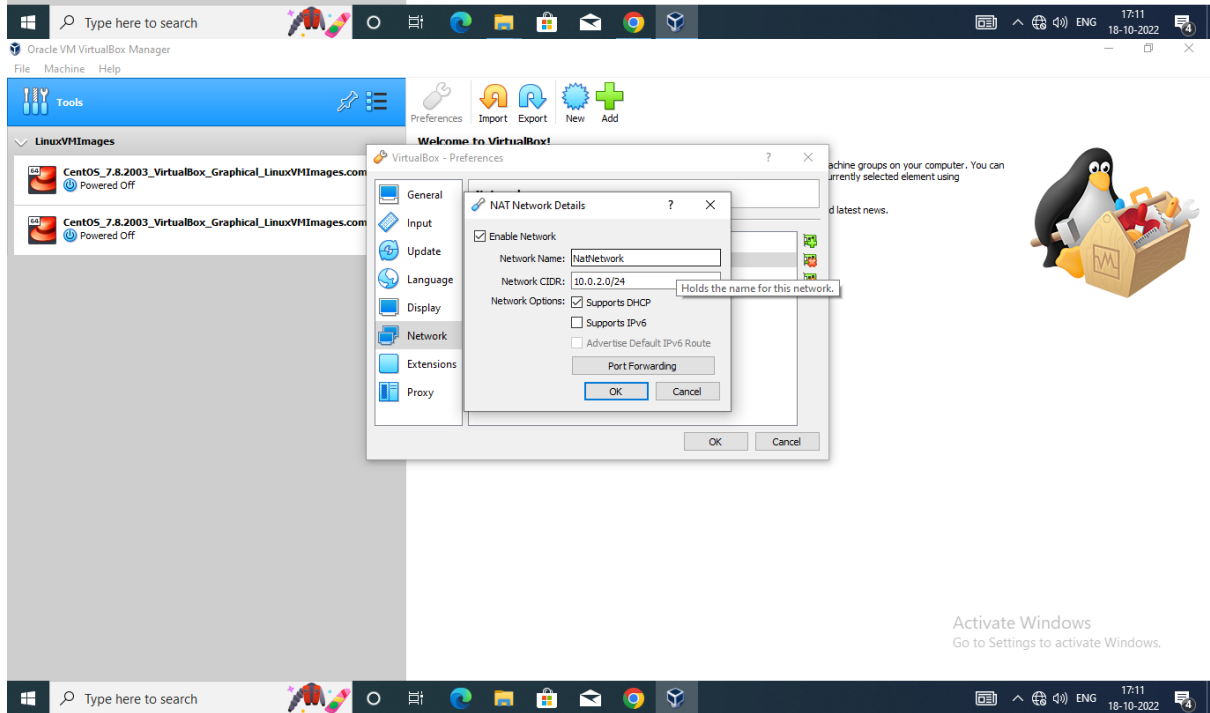 Type here to search
ENG
17:11
18-10-2022
4
Oracle VM VirtualBox Manager
File Machine Help
Tools
Preferences Import Export New Add
LinuxVMImages
Welcome to VirtualBox!
64
CentOS_7.8.2003_VirtualBox_Graphical_LinuxVMImages.com
Powered Off
64
CentOS_7.8.2003_VirtualBox_Graphical_LinuxVMImages.com
Powered Off
achine groups on your computer. You can
urrently selected element using
d latest news.
VirtualBox - Preferences ?
General
Input
Update
Language
Display
Network
Extensions
Proxy
NAT Network Details ?
Enable Network
Network Name: NatNetwork
Network CIDR: 10.0.2.0/24
Holds the name for this network.
Network Options: Supports DHCP
Supports IPv6
Advertise Default IPv6 Route
Port Forwarding
OK Cancel
OK Cancel
Activate Windows
Go to Settings to activate Windows.
Type here to search
ENG
17:11
18-10-2022
4